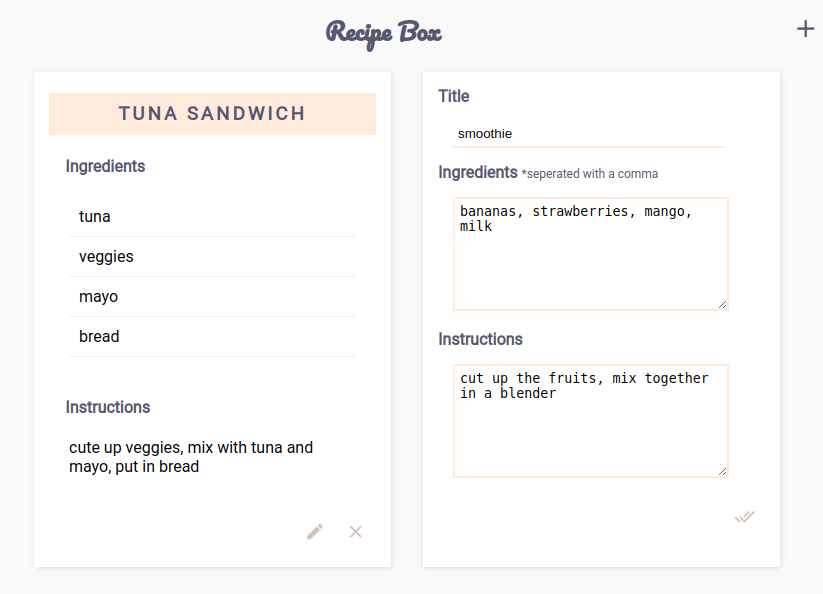 Recipe Box
TUNA SANDWICH
Ingredients
tuna
veggies
mayo
bread
Instructions
cute up veggies, mix with tuna and
mayo, put in bread
Title
smoothie
Ingredients *seperated with a comma
bananas, strawberries, mango,
milk
Instructions
cut up the fruits, mix together
in a blender